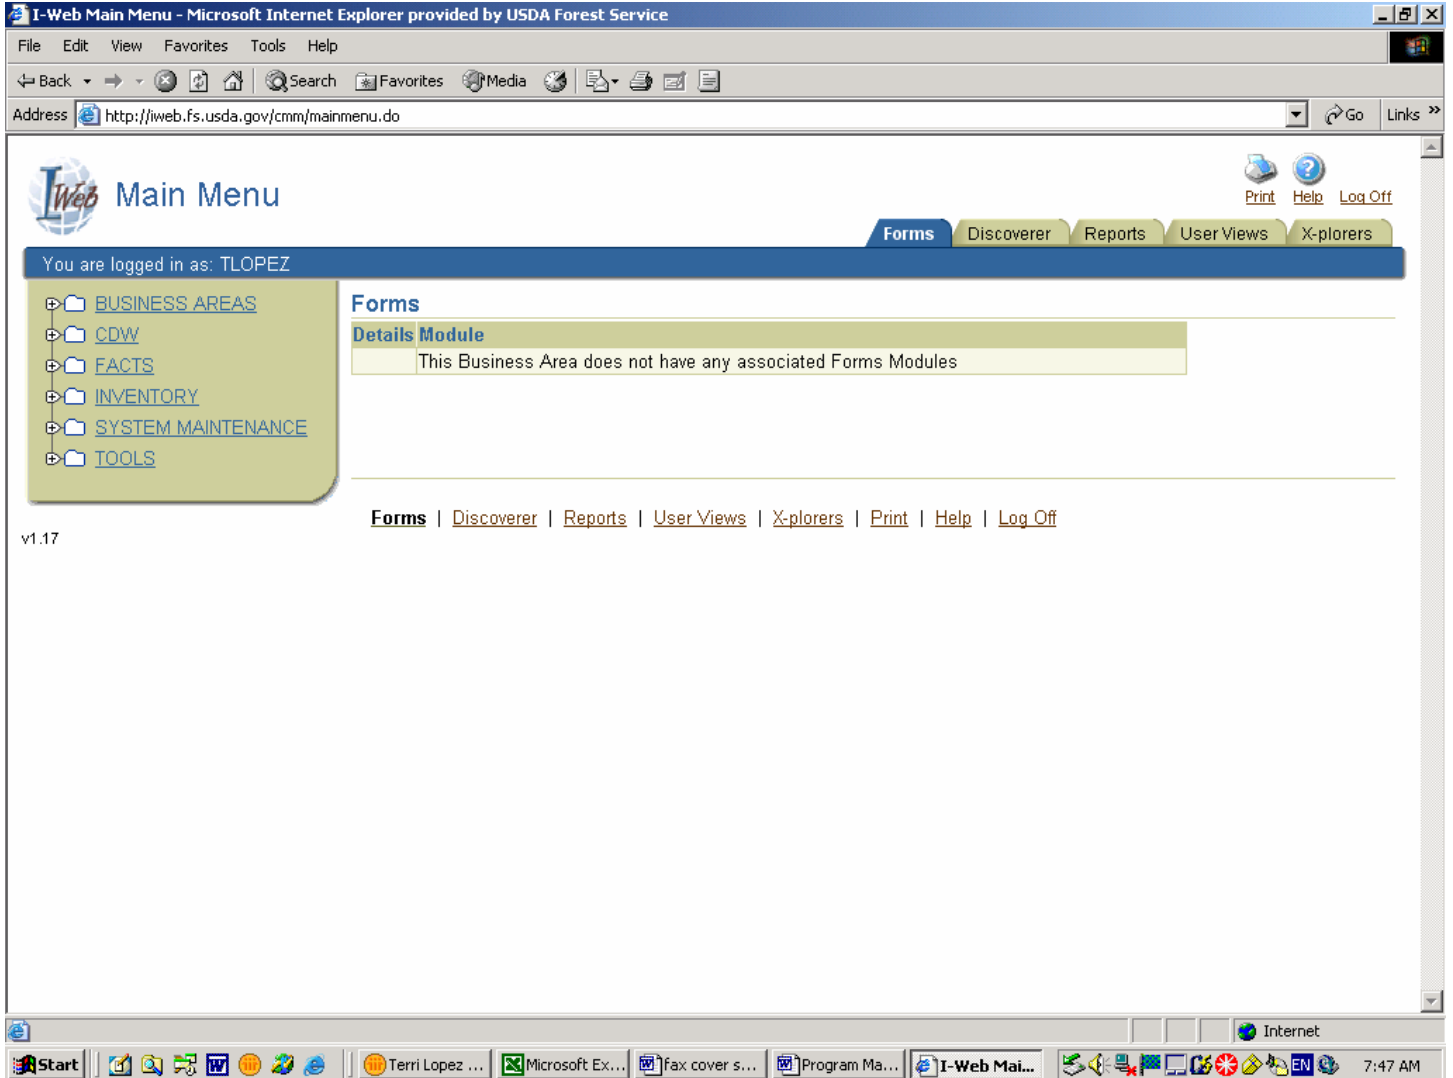 I-Web Main Menu - Microsoft Internet Explorer provided by USDA Forest Service
File Edit View Favorites Tools Help
Back Search Favorites Media
Address http://iweb.fs.usda.gov/cmm/mainmenu.do Go Links »
IWeb Main Menu
Print Help Log Off
Forms Discoverer Reports User Views X-plorers
You are logged in as: TLOPEZ
BUSINESS AREAS
CDW
FACTS
INVENTORY
SYSTEM MAINTENANCE
TOOLS
Forms
Details Module
This Business Area does not have any associated Forms Modules
Forms | Discoverer | Reports | User Views | X-plorers | Print | Help | Log Off
v1.17
Internet
Start Terri Lopez ... Microsoft Ex... fax cover s... Program Ma... I-Web Mai... EN 7:47 AM